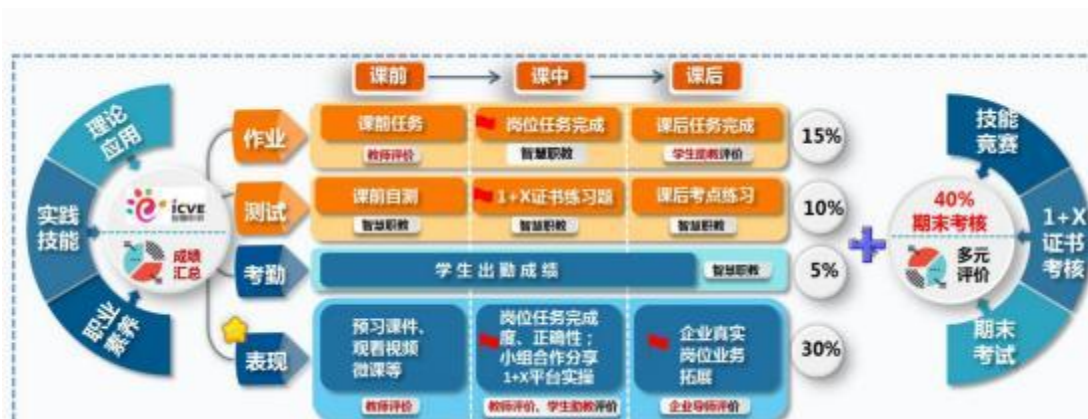 课前
课中
课后
理论
应用
实践
技能
职业
素养
icve
成绩
汇总
作业
课前任务
教师评价
岗位任务完成
智慧职教
课后任务完成
学生助教评价
15%
测试
课前自测
智慧职教
1+X证书练习题
智慧职教
课后考点练习
智慧职教
10%
考勤
学生出勤成绩
智慧职教
5%
表现
预习课件、
观看视频
微课等
教师评价
岗位任务完成
度、正确性；
小组合作分享
1+X平台实操
教师评价、学生助教评价
企业真实
岗位业务
拓展
企业导师评价
30%
40%
期末考核
多元
评价
技能
竞赛
1+X
证书
考核
期末
考试